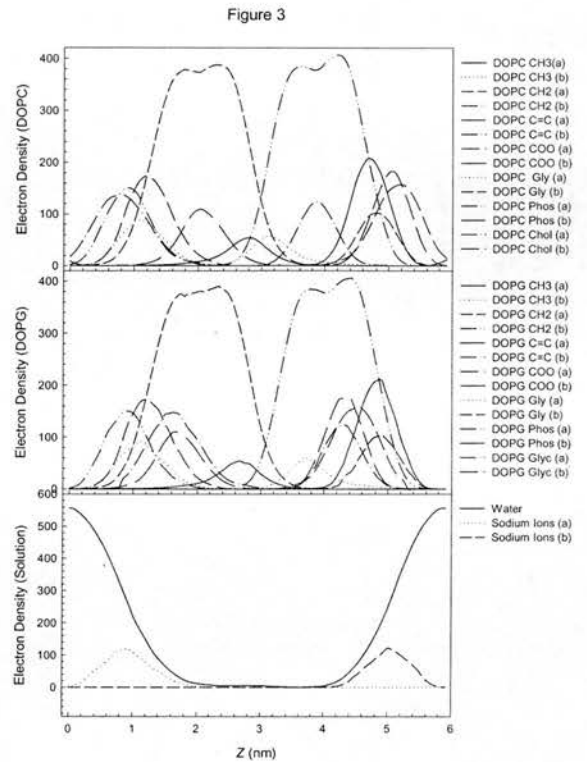 Figure 3
Electron Density (DOPC)
400
300
200
100
0
DOPC CH3(a)
DOPC CH3 (b)
DOPC CH2 (a)
DOPC CH2 (b)
DOPC C=C (a)
DOPC C=C (b)
DOPC COO (a)
DOPC COO (b)
DOPC Gly (a)
DOPC Gly (b)
DOPC Phos (a)
DOPC Phos (b)
DOPC Chol (a)
DOPC Chol (b)
Electron Density (DOPG)
400
300
200
100
0
DOPG CH3 (a)
DOPG CH3 (b)
DOPG CH2 (a)
DOPG CH2 (b)
DOPG C=C (a)
DOPG C=C (b)
DOPG COO (a)
DOPG COO (b)
DOPG Gly (a)
DOPG Gly (b)
DOPG Phos (a)
DOPG Phos (b)
DOPG Glyc (a)
DOPG Glyc (b)
Electron Density (Solution)
600
500
400
300
200
100
0
Water
Sodium Ions (a)
Sodium Ions (b)
0 1 2 3 4 5 6
Z (nm)